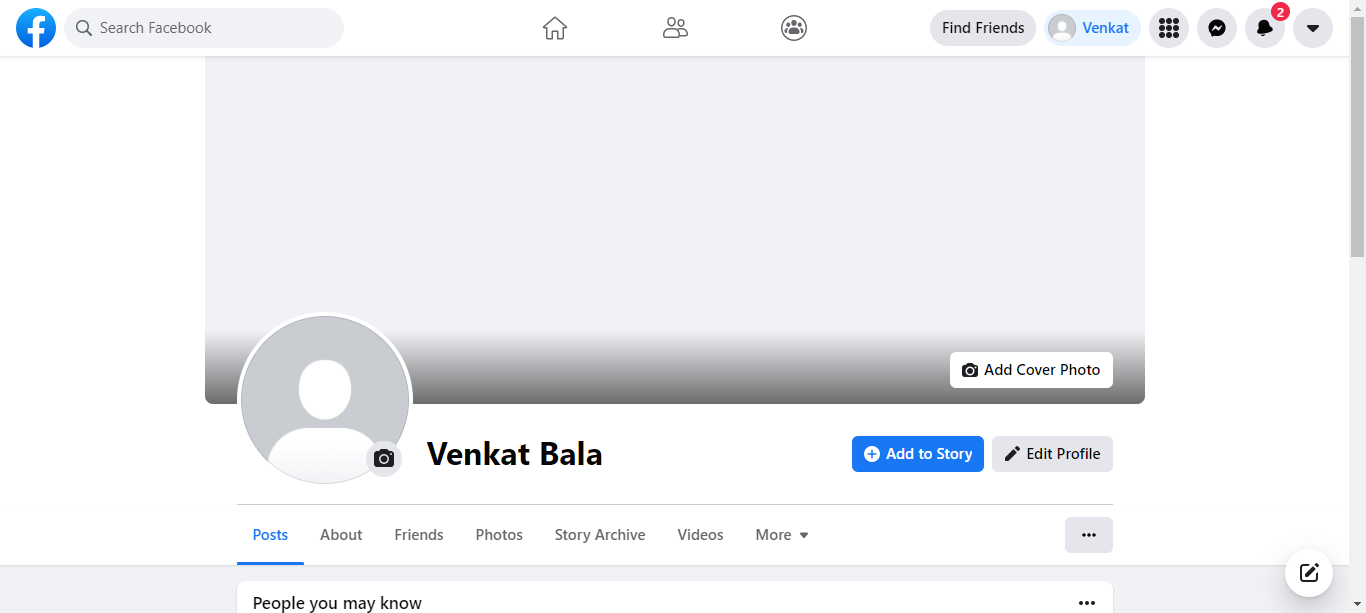 Search Facebook
Find Friends
Venkat
2
Add Cover Photo
Venkat Bala
Add to Story
Edit Profile
Posts
About
Friends
Photos
Story Archive
Videos
More
People you may know